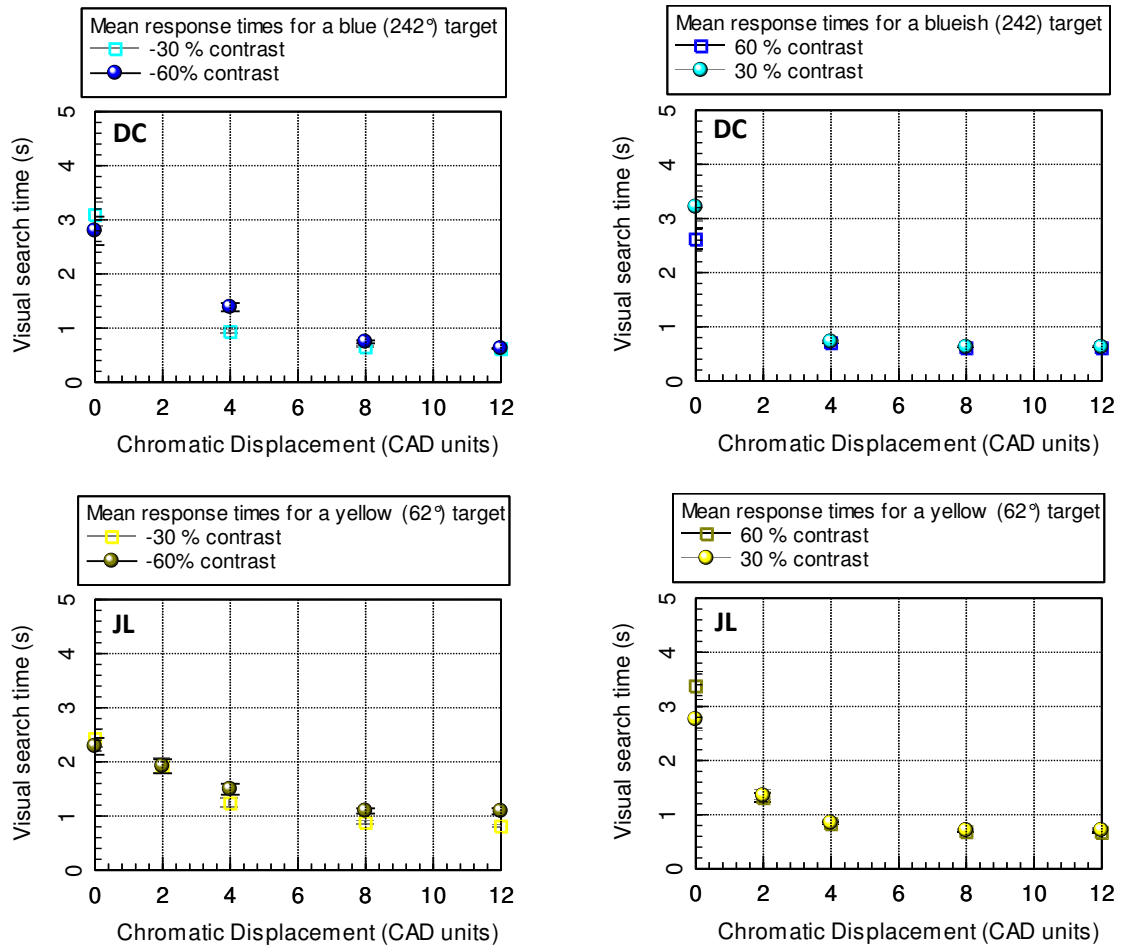 Mean response times for a blue (242°) target
-30 % contrast
-60% contrast
DC
Visual search time (s)
0 1 2 3 4 5
0 2 4 6 8 10 12
Chromatic Displacement (CAD units)
Mean response times for a blueish (242) target
60 % contrast
30 % contrast
DC
Visual search time (s)
0 1 2 3 4 5
0 2 4 6 8 10 12
Chromatic Displacement (CAD units)
Mean response times for a yellow (62°) target
-30 % contrast
-60% contrast
JL
Visual search time (s)
0 1 2 3 4 5
0 2 4 6 8 10 12
Chromatic Displacement (CAD units)
Mean response times for a yellow (62°) target
60 % contrast
30 % contrast
JL
Visual search time (s)
0 1 2 3 4 5
0 2 4 6 8 10 12
Chromatic Displacement (CAD units)